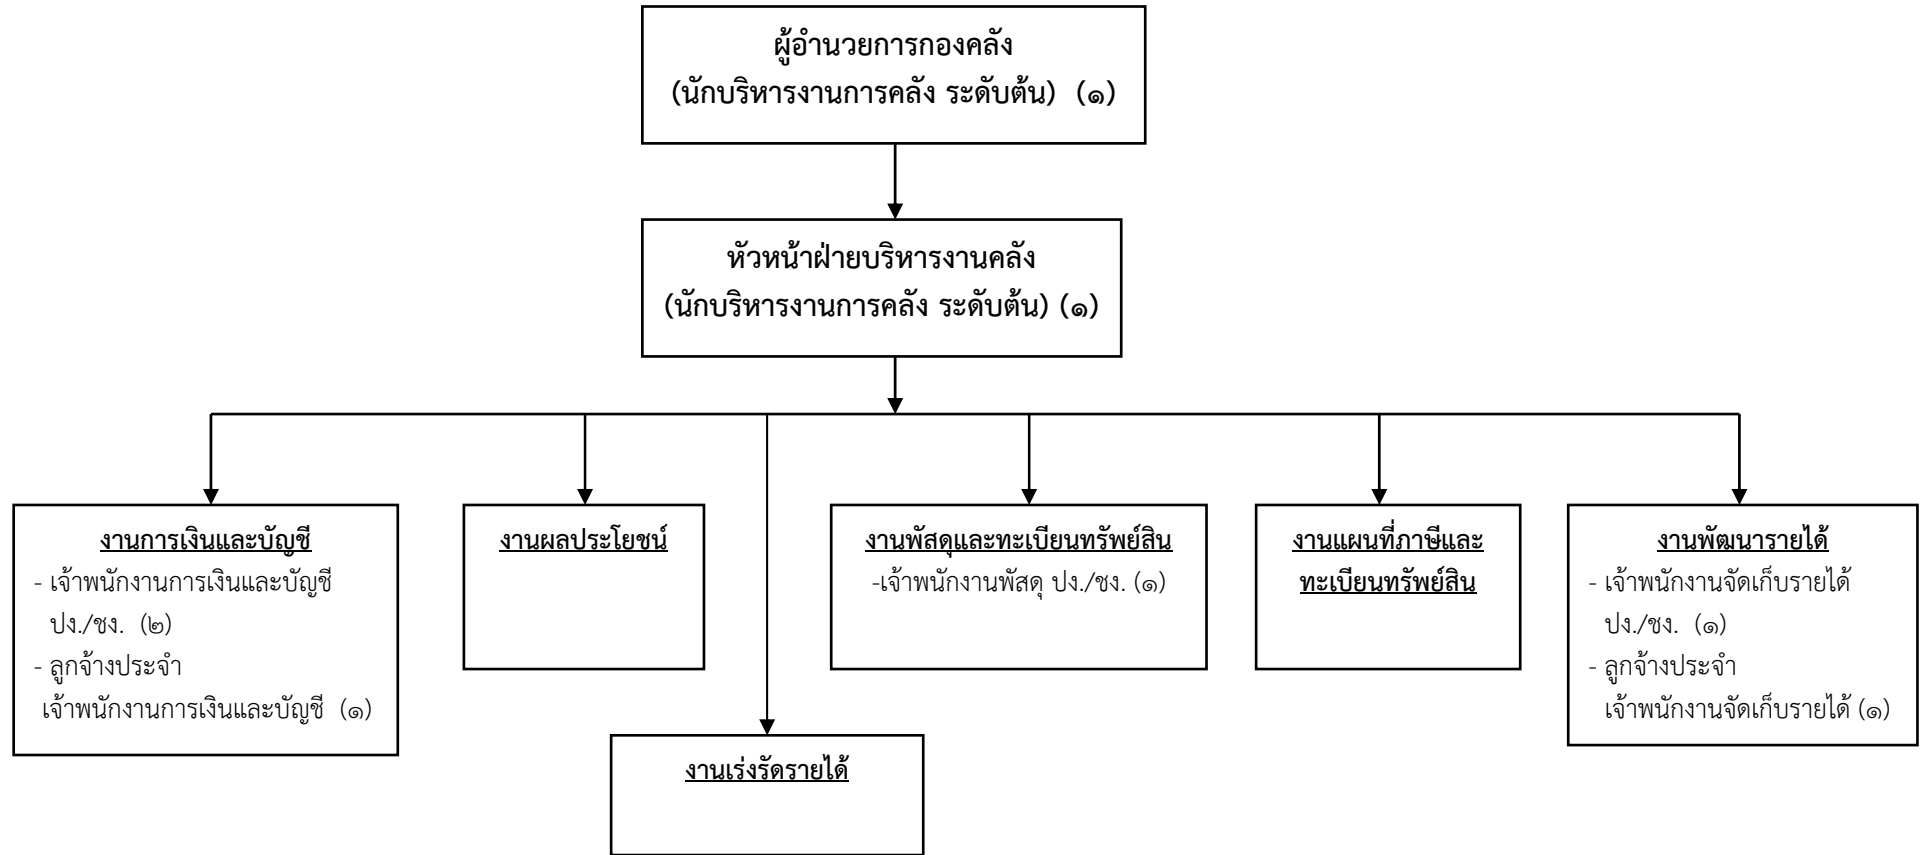 ผู้อำนวยการกองคลัง
(นักบริหารงานการคลัง ระดับต้น) (๑)
หัวหน้าฝ่ายบริหารงานคลัง
(นักบริหารงานการคลัง ระดับต้น) (๑)
งานการเงินและบัญชี
- เจ้าพนักงานการเงินและบัญชี
ปง./ชง. (๒)
- ลูกจ้างประจำ
เจ้าพนักงานการเงินและบัญชี (๑)
งานผลประโยชน์
งานเร่งรัดรายได้
งานพัสดุและทะเบียนทรัพย์สิน
-เจ้าพนักงานพัสดุ ปง./ชง. (๑)
งานแผนที่ภาษีและ
ทะเบียนทรัพย์สิน
งานพัฒนารายได้
- เจ้าพนักงานจัดเก็บรายได้
ปง./ชง. (๑)
- ลูกจ้างประจำ
เจ้าพนักงานจัดเก็บรายได้ (๑)